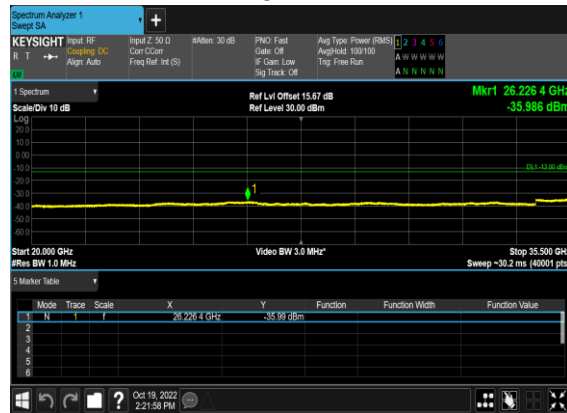 Spectrum Analyzer 1
Swept SA
+
KEYSIGHT Input: RF Input Z: 50 Ω #Atten: 30 dB PNO: Fast Avg Type: Power (RMS) 1 2 3 4 5 6
R T Coupling: DC Corr CCorr Gate: Off Avg|Hold: 100/100 A W W W W W
Align: Auto Freq Ref: Int (S) IF Gain: Low Trig: Free Run
LW Sig Track: Off A N N N N N
1 Spectrum Ref Lvl Offset 15.67 dB Mkr1 26.226 4 GHz
Scale/Div 10 dB Ref Level 30.00 dBm -35.986 dBm
Log
20.0
10.0
0.00
-10.0 DL1 -13.00 dBm
-20.0
-30.0 1
-40.0
-50.0
-60.0
Start 20.000 GHz Video BW 3.0 MHz* Stop 35.500 GHz
#Res BW 1.0 MHz Sweep ~30.2 ms (40001 pts)
5 Marker Table
Mode Trace Scale X Y Function Function Width Function Value
1 N 1 f 26.226 4 GHz -35.99 dBm
2
3
4
5
6
? Oct 19, 2022
2:21:58 PM